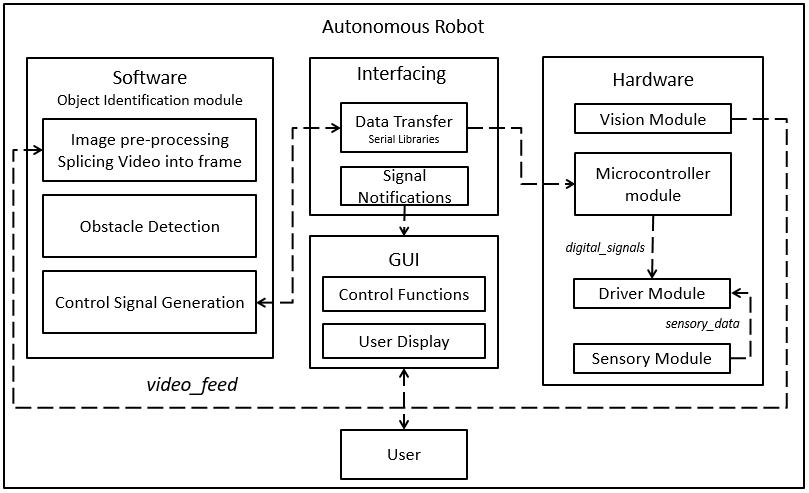 Autonomous Robot
Software
Object Identification module
Image pre-processing
Splicing Video into frame
Obstacle Detection
Control Signal Generation
Interfacing
Data Transfer
Serial Libraries
Signal
Notifications
GUI
Control Functions
User Display
Hardware
Vision Module
Microcontroller
module
digital_signals
Driver Module
sensory_data
Sensory Module
video_feed
User